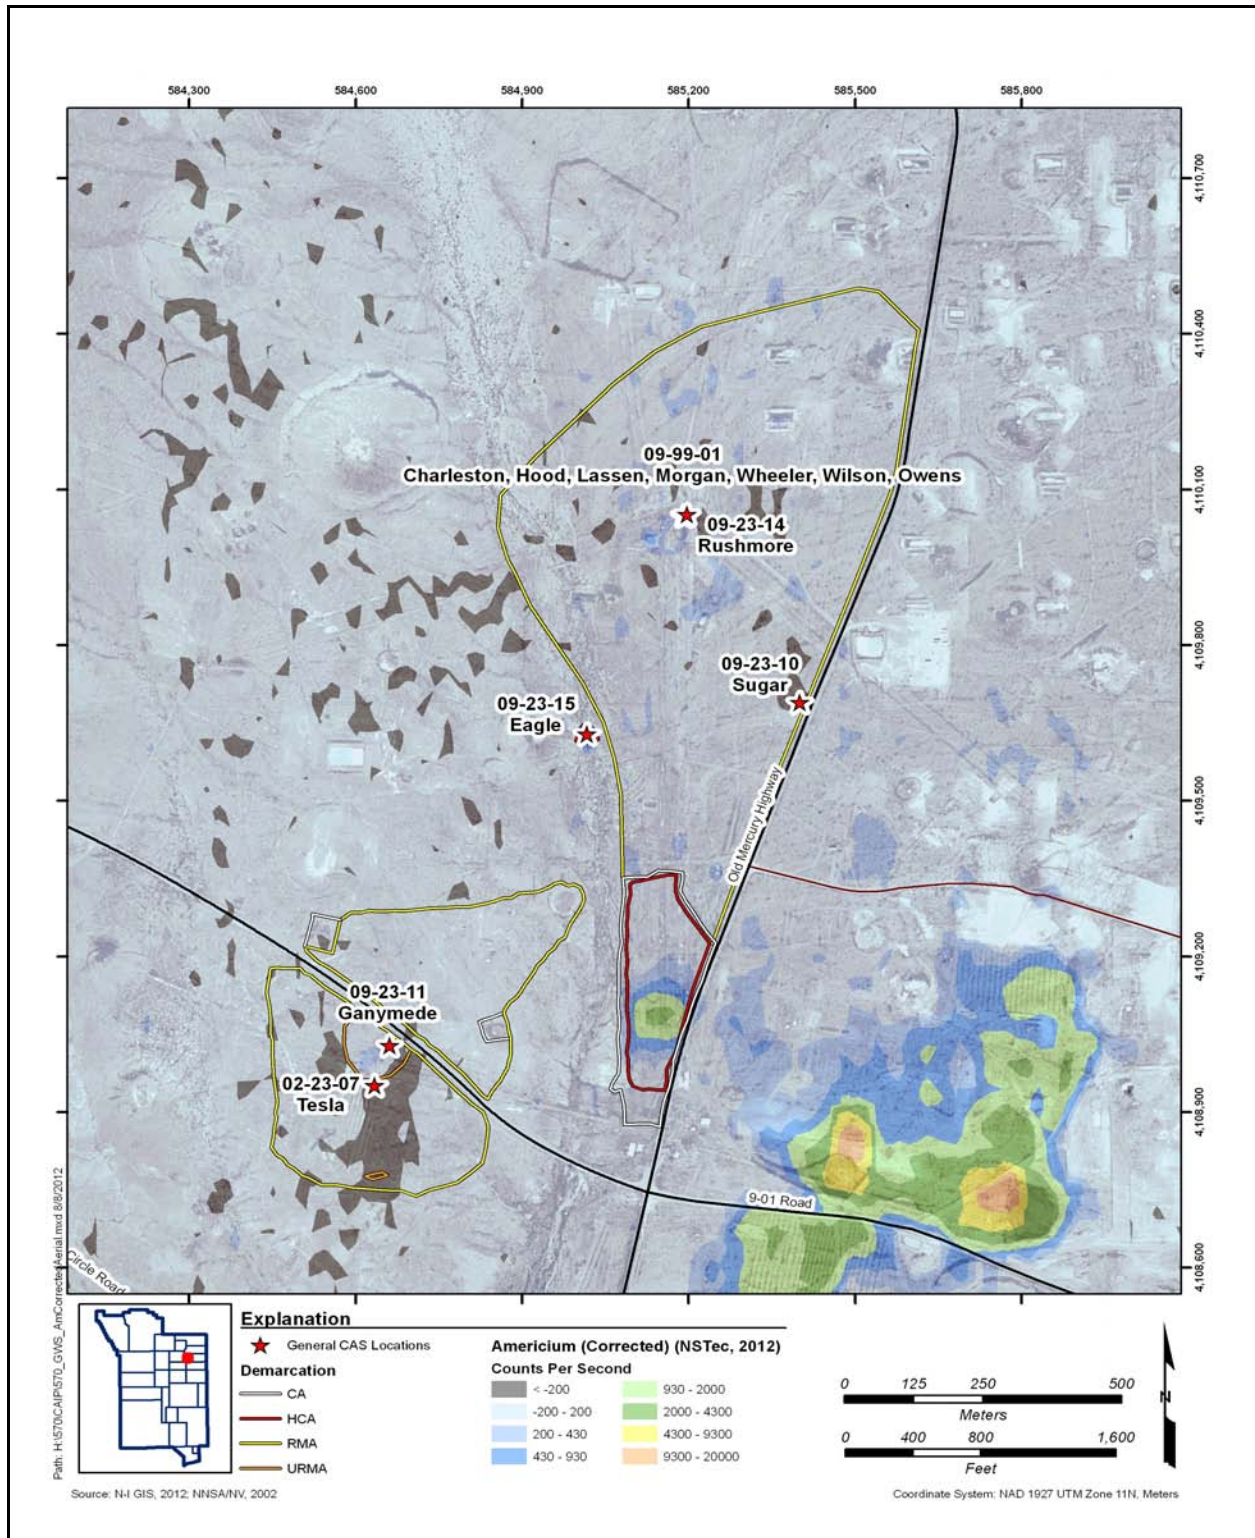 584,300 584,600 584,900 585,200 585,500 585,800
4,110,700
4,110,400
4,110,100
4,109,800
4,109,500
4,109,200
4,108,900
4,108,600
09-99-01
Charleston, Hood, Lassen, Morgan, Wheeler, Wilson, Owens
09-23-14
Rushmore
09-23-10
Sugar
09-23-15
Eagle
Old Mercury Highway
09-23-11
Ganymede
02-23-07
Tesla
9-01 Road
Circle Road
Path: H:\570\CAIP\570_GWS_AmCorrectedAerial.mxd 8/8/2012
Explanation
General CAS Locations
Demarcation
CA
HCA
RMA
URMA
Americium (Corrected) (NSTec, 2012)
Counts Per Second
< -200
-200 - 200
200 - 430
430 - 930
930 - 2000
2000 - 4300
4300 - 9300
9300 - 20000
0 125 250 500
Meters
0 400 800 1,600
Feet
N
Source: N-I GIS, 2012; NNSA/NV, 2002
Coordinate System: NAD 1927 UTM Zone 11N, Meters